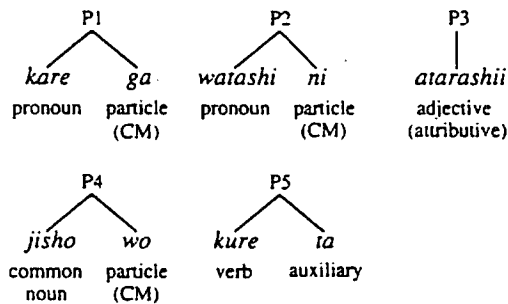 P1 P2 P3
kare ga watashi ni atarashii
pronoun particle pronoun particle adjective
(CM) (CM) (attributive)
P4 P5
jisho wo kure ta
common particle verb auxiliary
noun (CM)